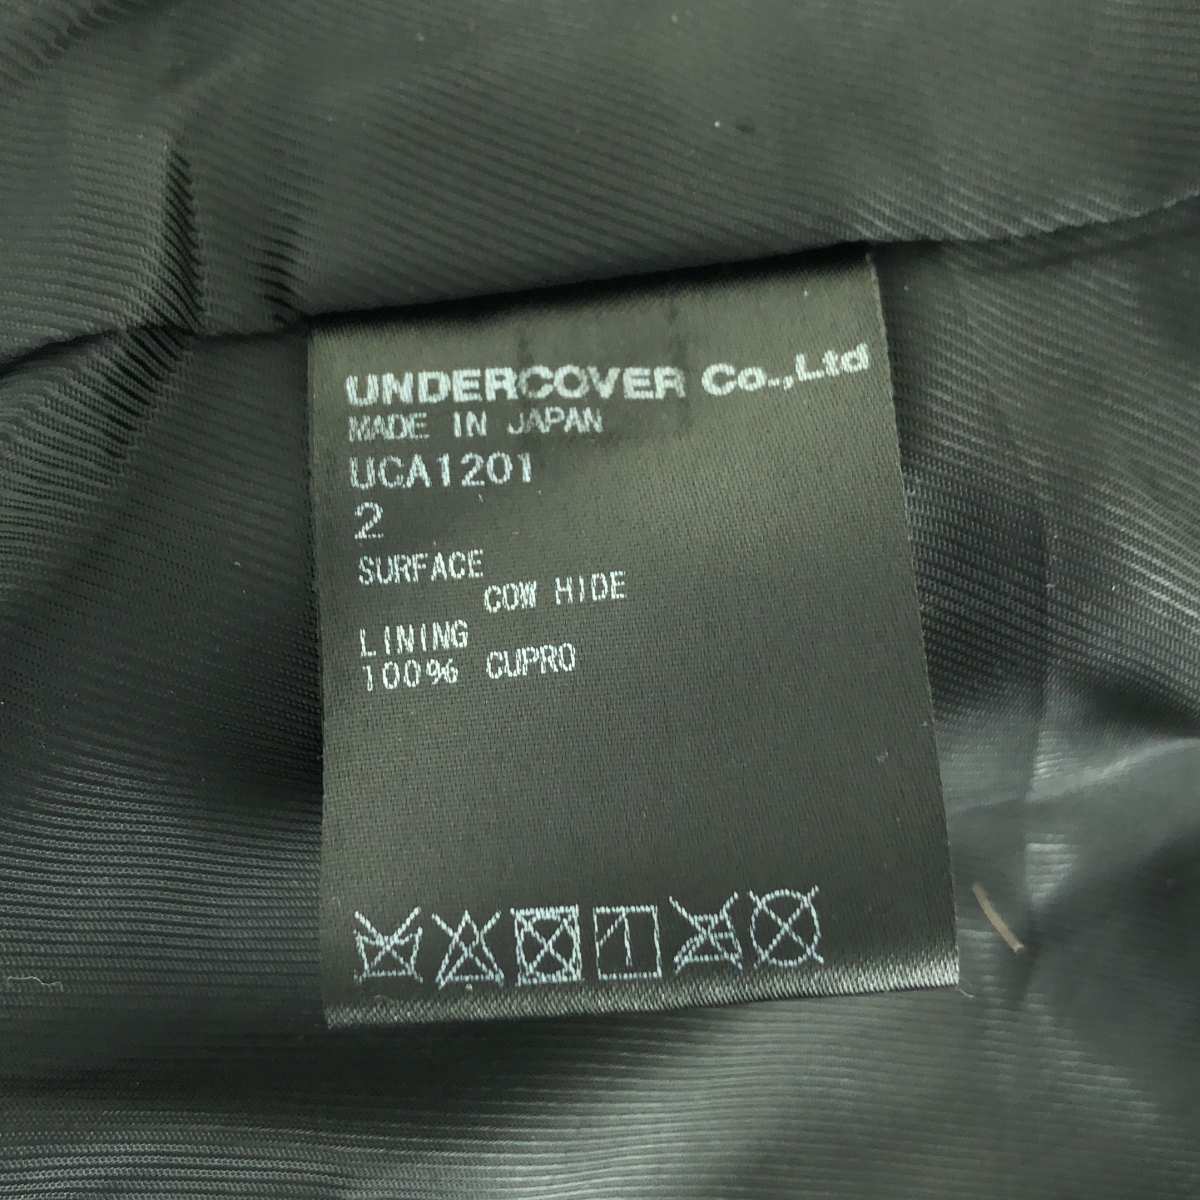 UNDERCOVER Co.,Ltd
MADE IN JAPAN
UCA1201
2
SURFACE
COW HIDE
LINING
100% CUPRO